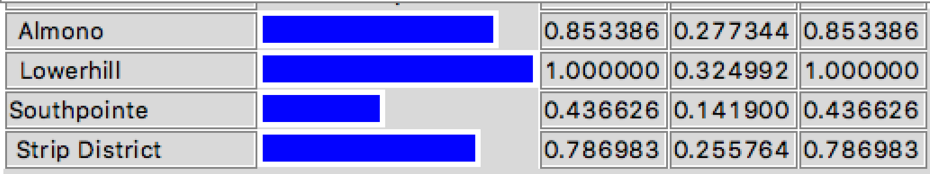 Almono 0.853386 0.277344 0.853386
Lowerhill 1.000000 0.324992 1.000000
Southpointe 0.436626 0.141900 0.436626
Strip District 0.786983 0.255764 0.786983